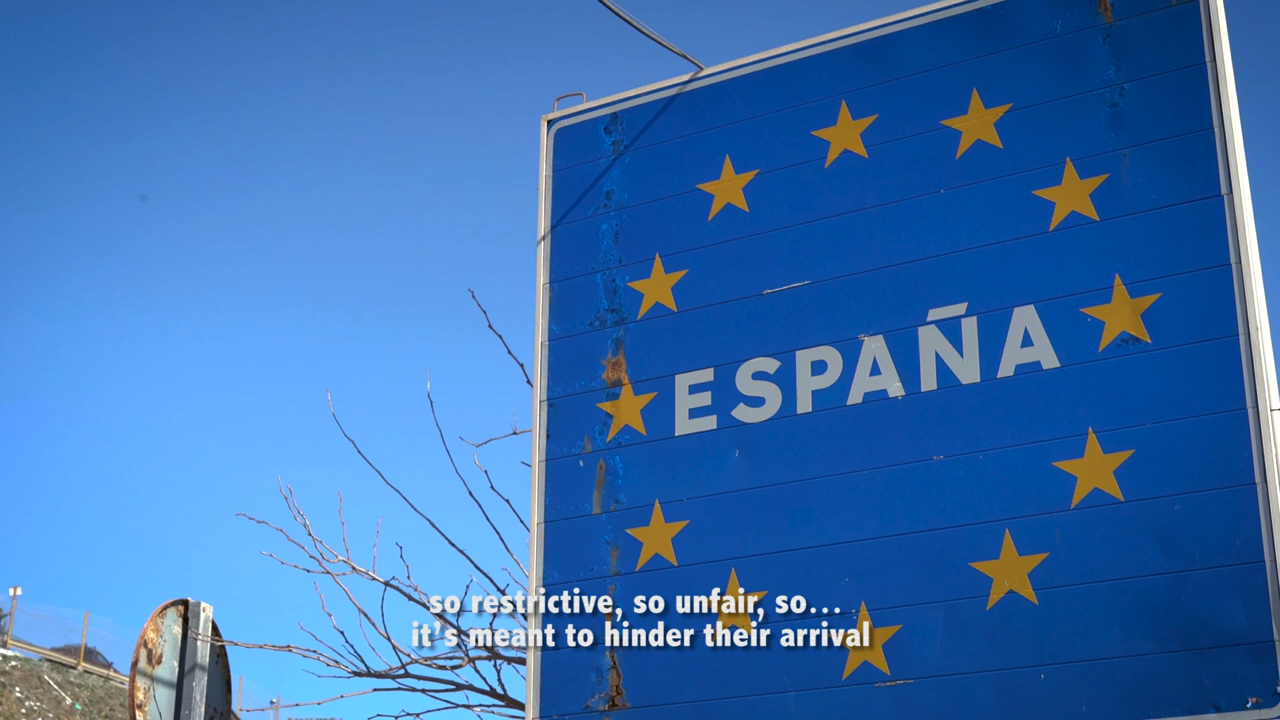 ESPAÑA
so restrictive, so unfair, so…
it's meant to hinder their arrival